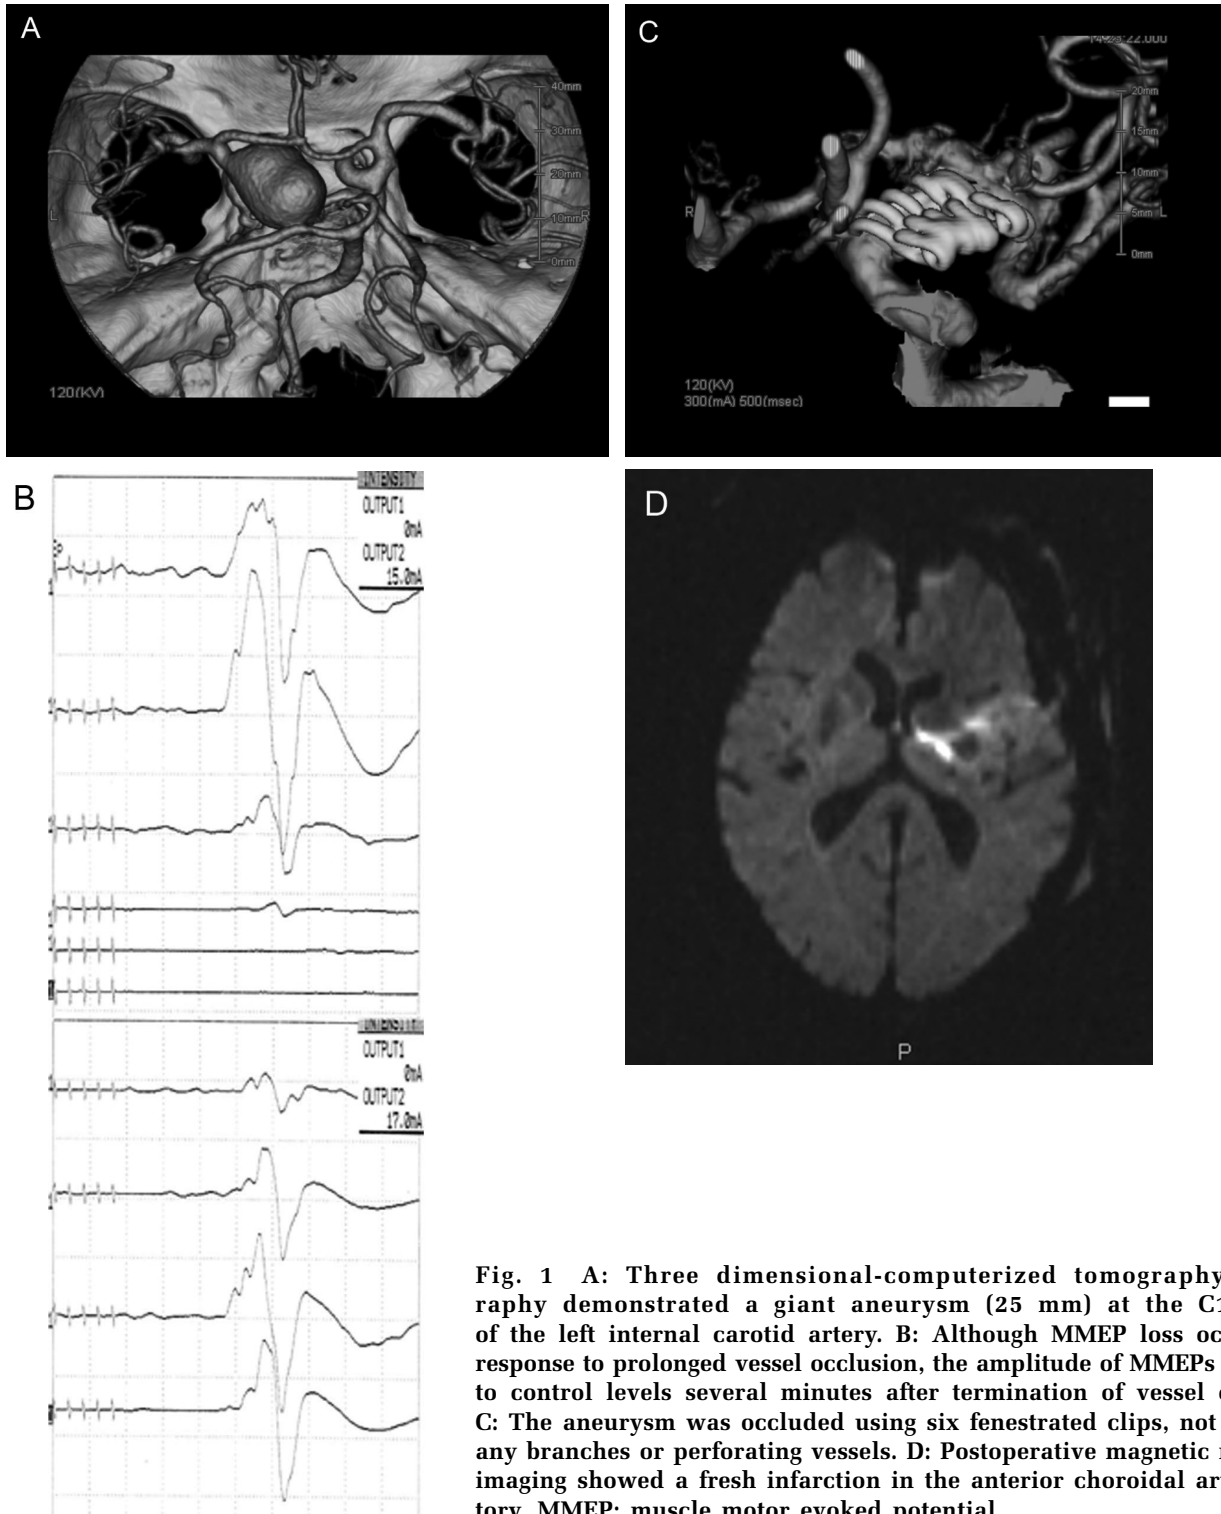 A
40mm
30mm
20mm
10mm
0mm
L
R
120(KV)
C
20mm
15mm
10mm
5mm
0mm
R
L
120(KV)
300(mA) 500(msec)
B
INTENSITY
OUTPUT1
0mA
OUTPUT2
15.0mA
OUTPUT1
0mA
OUTPUT2
17.0mA
D
P
Fig. 1 A: Three dimensional-computerized tomography
raphy demonstrated a giant aneurysm (25 mm) at the C1
of the left internal carotid artery. B: Although MMEP loss oc
response to prolonged vessel occlusion, the amplitude of MMEPs
to control levels several minutes after termination of vessel
C: The aneurysm was occluded using six fenestrated clips, not
any branches or perforating vessels. D: Postoperative magnetic
imaging showed a fresh infarction in the anterior choroidal ar
tory. MMEP: muscle motor evoked potential.